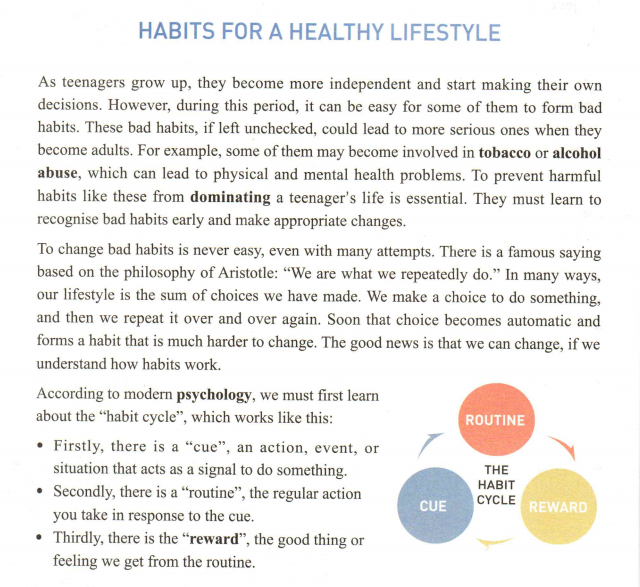 HABITS FOR A HEALTHY LIFESTYLE
As teenagers grow up, they become more independent and start making their own
decisions. However, during this period, it can be easy for some of them to form bad
habits. These bad habits, if left unchecked, could lead to more serious ones when they
become adults. For example, some of them may become involved in tobacco or alcohol
abuse, which can lead to physical and mental health problems. To prevent harmful
habits like these from dominating a teenager's life is essential. They must learn to
recognise bad habits early and make appropriate changes.
To change bad habits is never easy, even with many attempts. There is a famous saying
based on the philosophy of Aristotle: “We are what we repeatedly do.” In many ways,
our lifestyle is the sum of choices we have made. We make a choice to do something,
and then we repeat it over and over again. Soon that choice becomes automatic and
forms a habit that is much harder to change. The good news is that we can change, if we
understand how habits work.
According to modern psychology, we must first learn
about the “habit cycle”, which works like this:
• Firstly, there is a “cue”, an action, event, or
situation that acts as a signal to do something.
• Secondly, there is a “routine”, the regular action
you take in response to the cue.
• Thirdly, there is the “reward”, the good thing or
feeling we get from the routine.
ROUTINE
THE
HABIT
CYCLE
CUE
REWARD